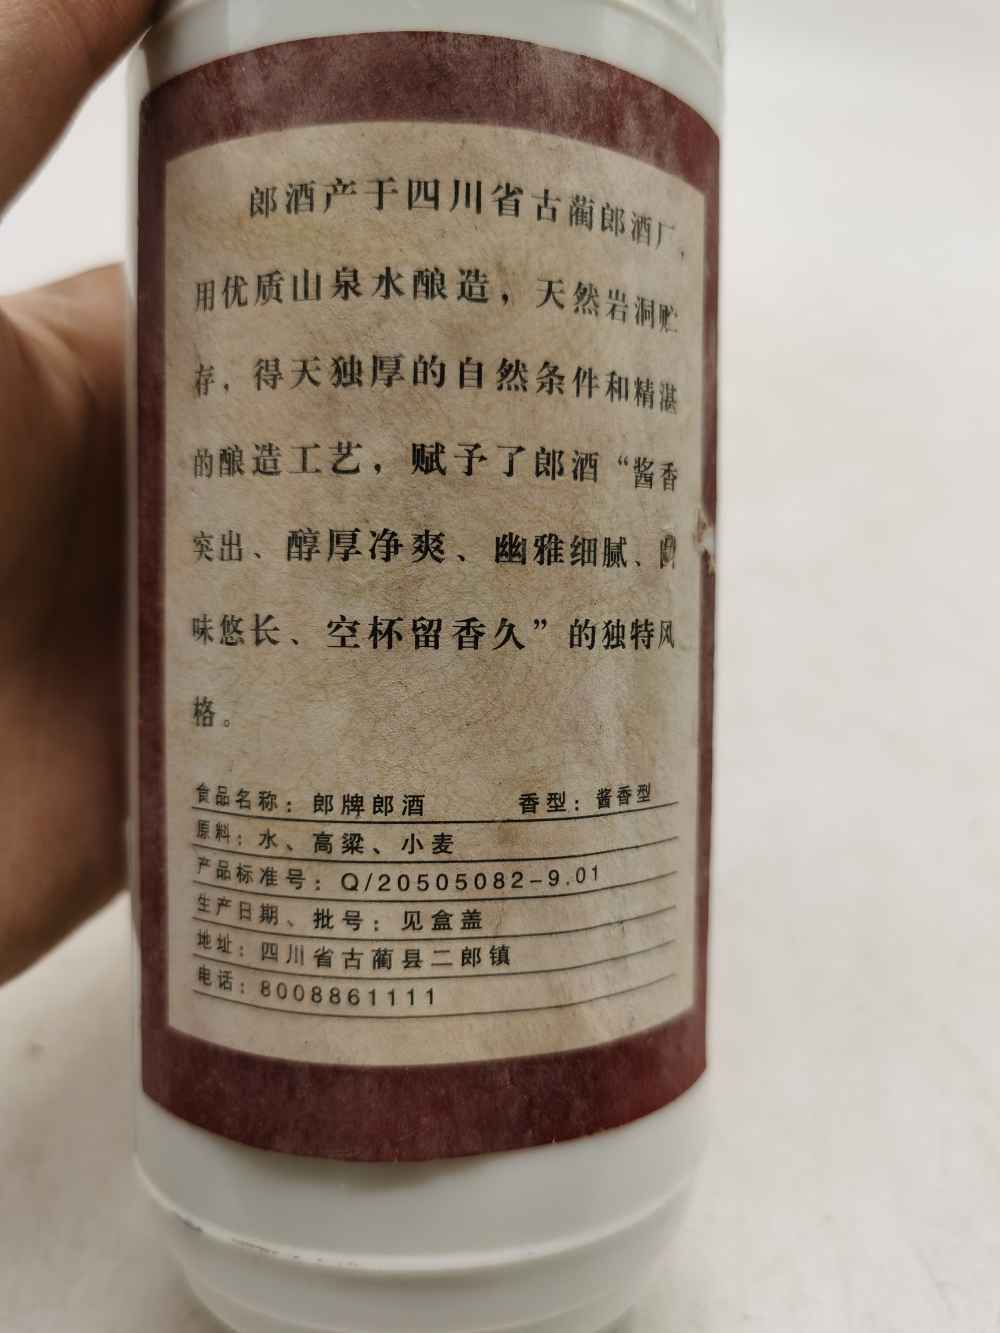 郎酒产于四川省古蔺郎酒厂，
用优质山泉水酿造，天然岩洞贮
存，得天独厚的自然条件和精湛
的酿造工艺，赋予了郎酒“酱香
突出、醇厚净爽、幽雅细腻、回
味悠长、空杯留香久”的独特风
格。
食品名称：郎牌郎酒 香型：酱香型
原料：水、高粱、小麦
产品标准号：Q/20505082-9.01
生产日期、批号：见盒盖
地址：四川省古蔺县二郎镇
电话：8008861111